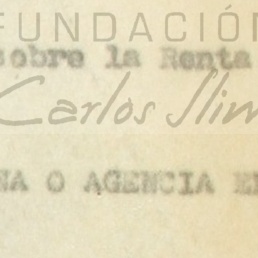 FUNDACIÓN
sobre la Renta
Carlos Slim
NA O AGENCIA E